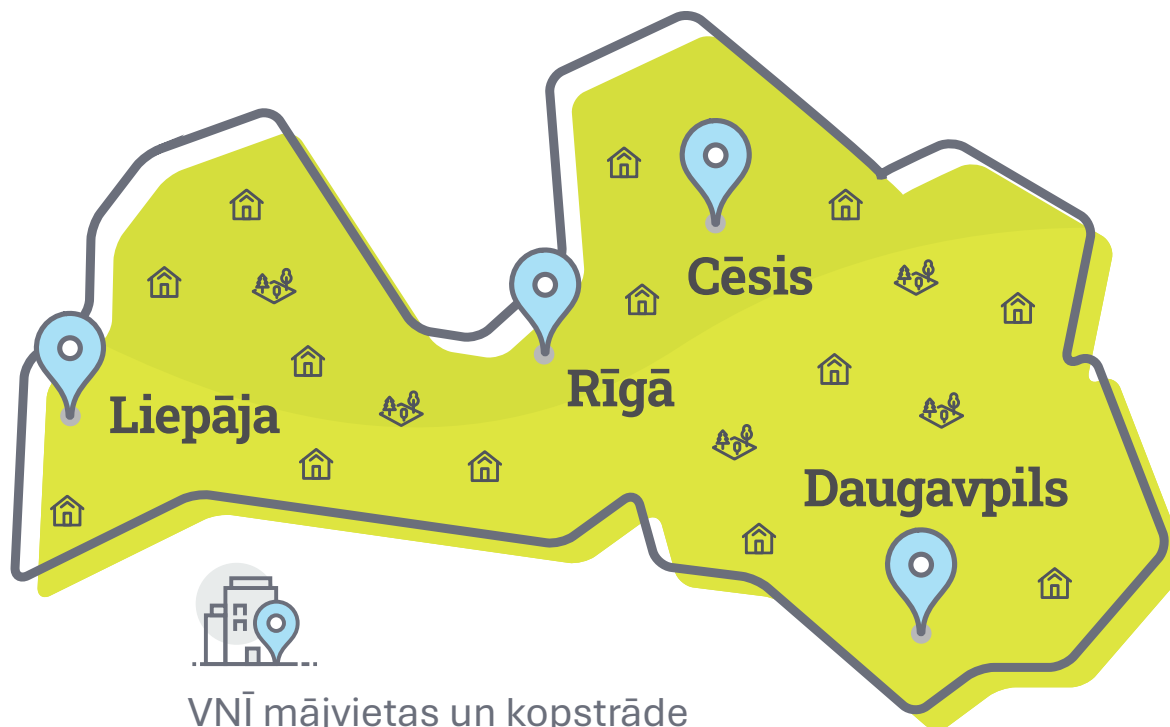 Cēsis
Rīgā
Liepāja
Daugavpils
VNĪ mājvietas un kopstrāde